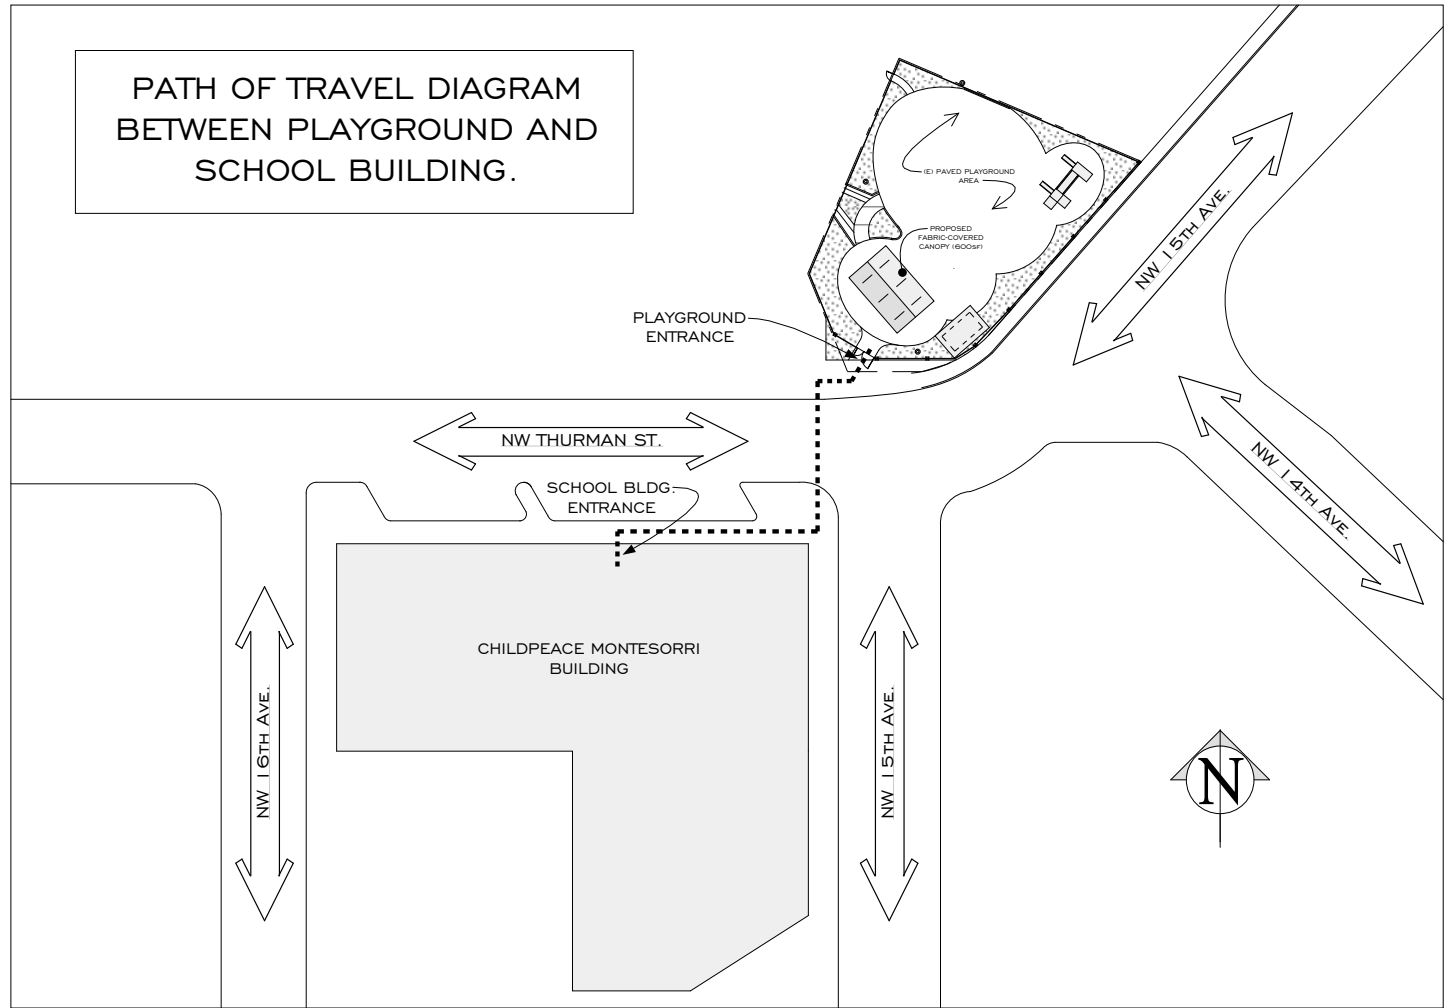 PATH OF TRAVEL DIAGRAM
BETWEEN PLAYGROUND AND
SCHOOL BUILDING.
(E) PAVED PLAYGROUND
AREA
PROPOSED
FABRIC-COVERED
CANOPY (600SF)
NW 15TH AVE.
PLAYGROUND
ENTRANCE
NW THURMAN ST.
NW 14TH AVE.
SCHOOL BLDG.
ENTRANCE
CHILDPEACE MONTESORRI
BUILDING
NW 16TH AVE.
NW 15TH AVE.
N